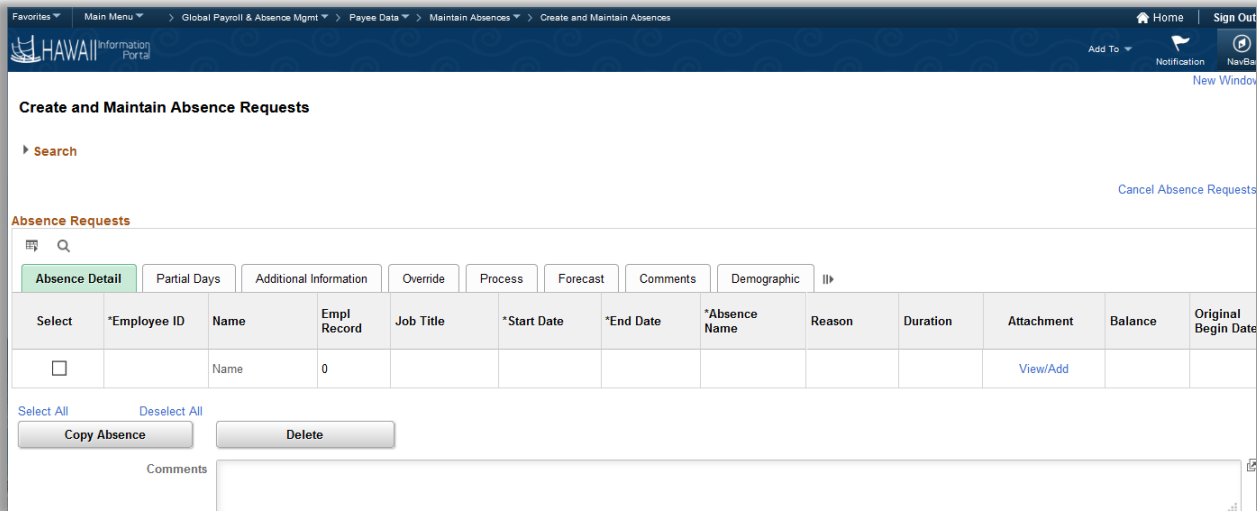 Favorites Main Menu > Global Payroll & Absence Mgmt > Payee Data > Maintain Absences > Create and Maintain Absences Home Sign Out
HAWAII Information Portal Add To Notification
New
Create and Maintain Absence Requests
Search
Cancel Absence Requests
Absence Requests
Absence Detail Partial Days Additional Information Override Process Forecast Comments Demographic
Select *Employee ID Name Empl Record Job Title *Start Date *End Date *Absence Name Reason Duration Attachment Balance Original Begin Date
Name 0 View/Add
Select All Deselect All
Copy Absence Delete
Comments